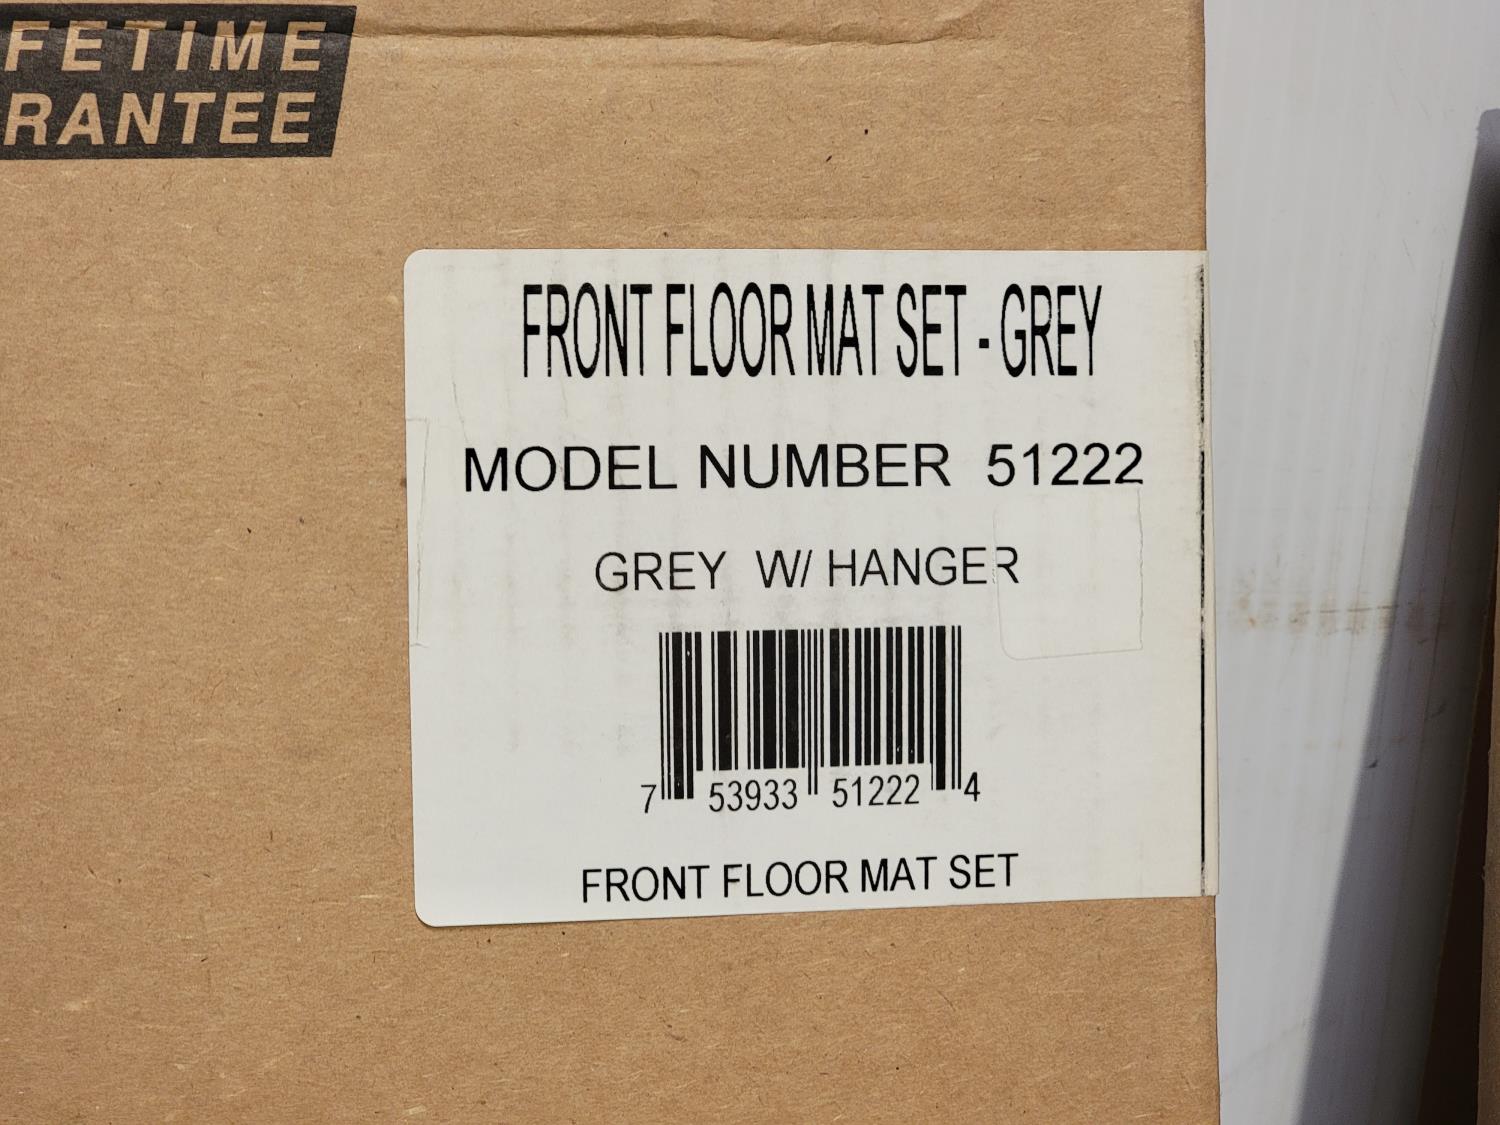 FETIME
RANTEE
FRONT FLOOR MAT SET - GREY
MODEL NUMBER 51222
GREY W/ HANGER
7 53933 51222 4
FRONT FLOOR MAT SET